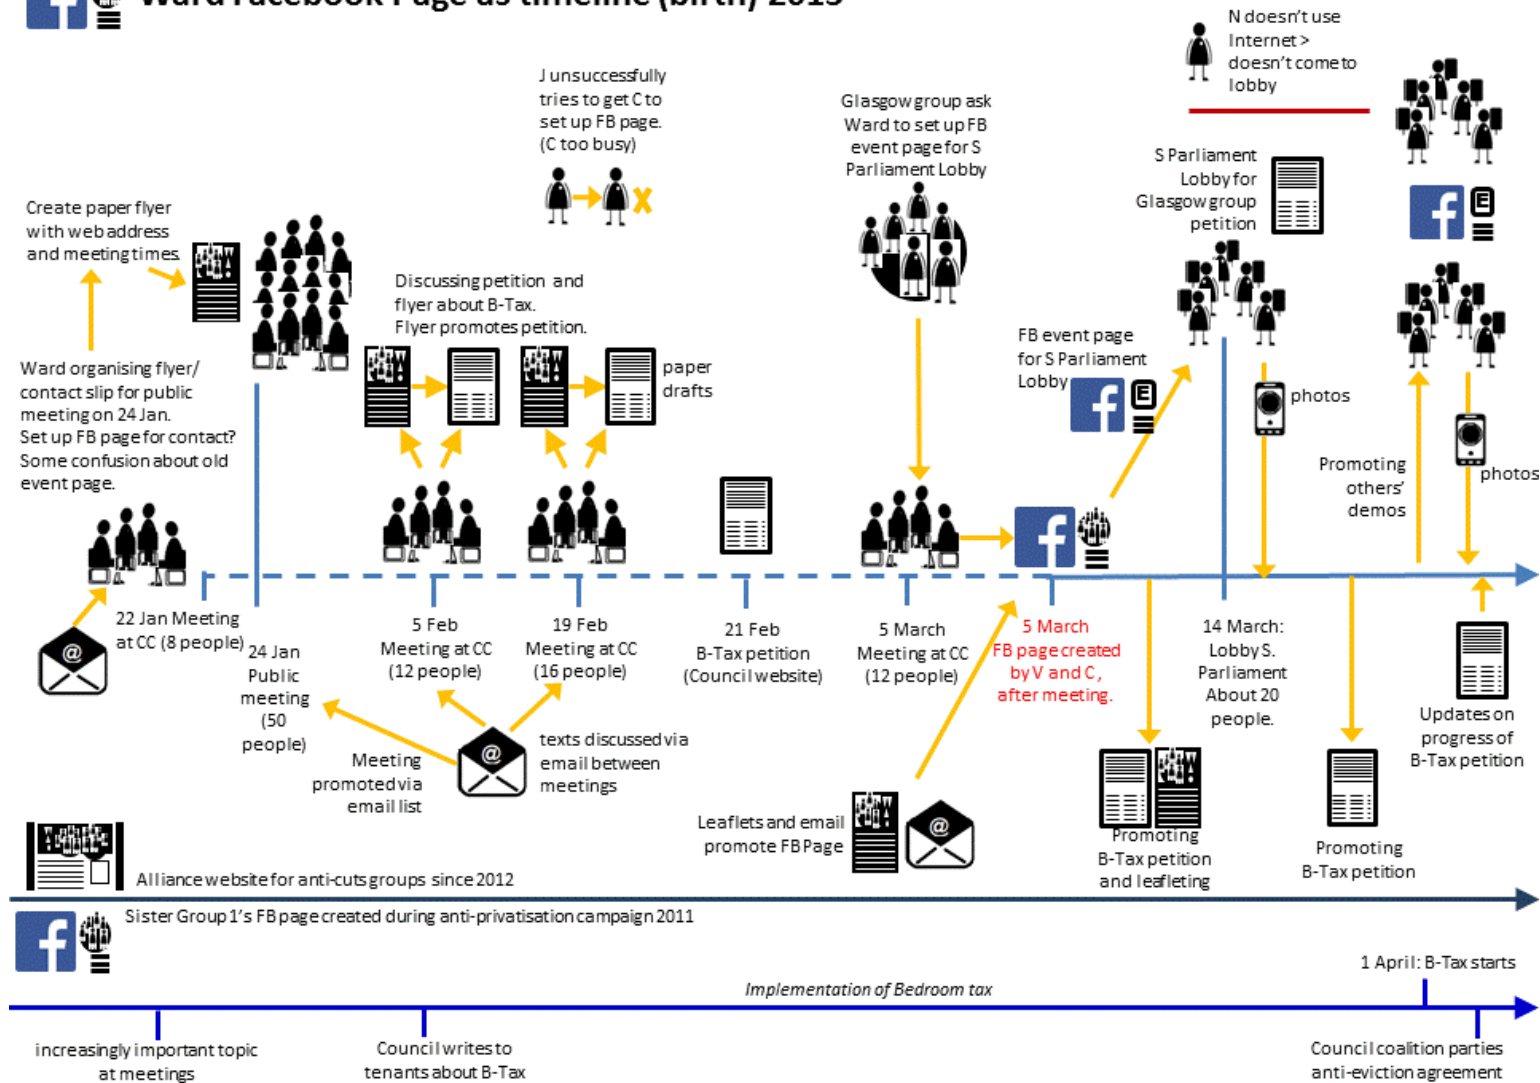 Ward Facebook Page as timeline (birth) 2013
N doesn't use
Internet >
doesn't come to
lobby
J unsuccessfully
tries to get C to
set up FB page.
(C too busy)
Glasgow group ask
Ward to set up FB
event page for S
Parliament Lobby
S Parliament
Lobby for
Glasgow group
petition
Create paper flyer
with web address
and meeting times.
Discussing petition and
flyer about B-Tax.
Flyer promotes petition.
paper
drafts
FB event page
for S Parliament
Lobby
E
E
photos
Ward organising flyer/
contact slip for public
meeting on 24 Jan.
Set up FB page for contact?
Some confusion about old
event page.
Promoting
others'
demos
photos
22 Jan Meeting
at CC (8 people)
24 Jan
Public
meeting
(50
people)
5 Feb
Meeting at CC
(12 people)
19 Feb
Meeting at CC
(16 people)
21 Feb
B-Tax petition
(Council website)
5 March
Meeting at CC
(12 people)
5 March
FB page created
by V and C,
after meeting.
14 March:
Lobby S.
Parliament
About 20
people.
Updates on
progress of
B-Tax petition
@
@
@
Meeting
promoted via
email list
texts discussed via
email between
meetings
Leaflets and email
promote FB Page
Promoting
B-Tax petition
and leafleting
Promoting
B-Tax petition
Alliance website for anti-cuts groups since 2012
Sister Group 1's FB page created during anti-privatisation campaign 2011
1 April: B-Tax starts
Implementation of Bedroom tax
increasingly important topic
at meetings
Council writes to
tenants about B-Tax
Council coalition parties
anti-eviction agreement